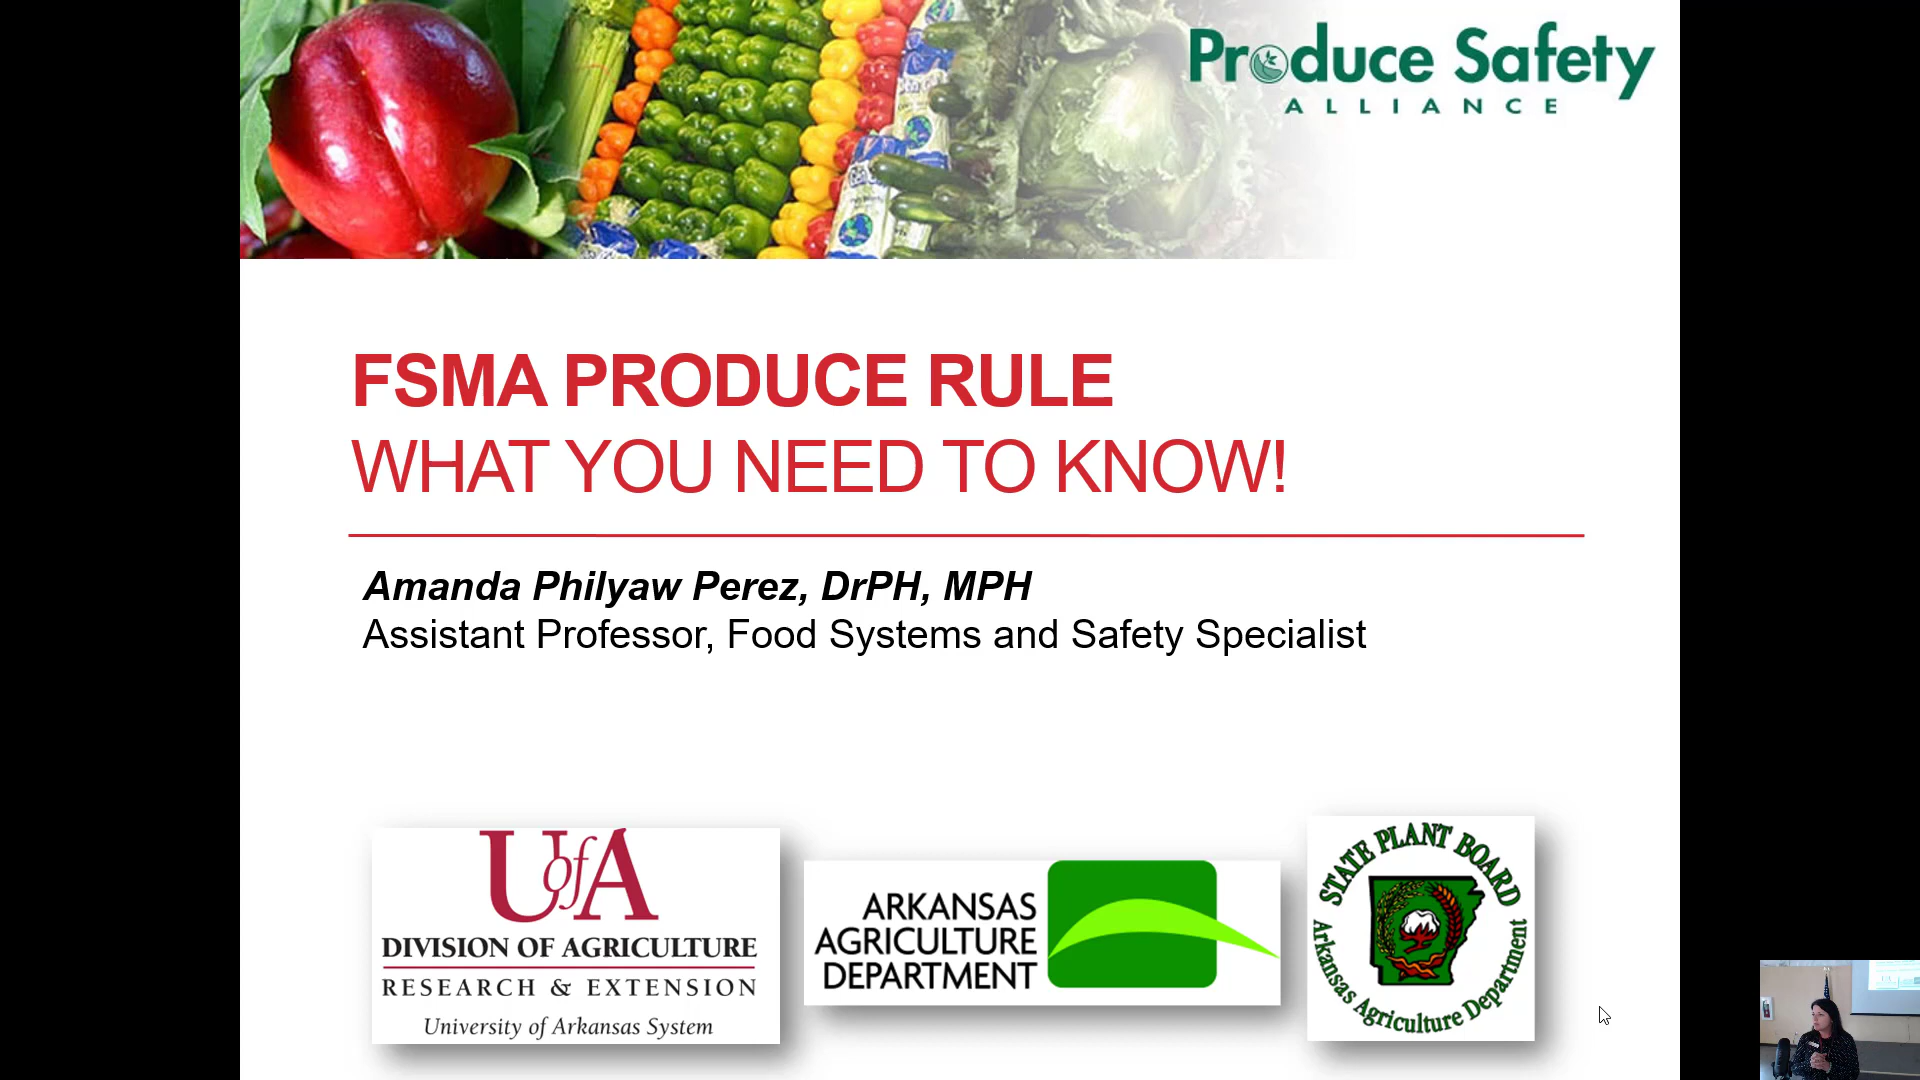 Produce Safety
ALLIANCE
FSMA PRODUCE RULE
WHAT YOU NEED TO KNOW!
Amanda Philyaw Perez, DrPH, MPH
Assistant Professor, Food Systems and Safety Specialist
UofA
DIVISION OF AGRICULTURE
RESEARCH & EXTENSION
University of Arkansas System
ARKANSAS
AGRICULTURE
DEPARTMENT
STATE PLANT BOARD
Arkansas Agriculture Department